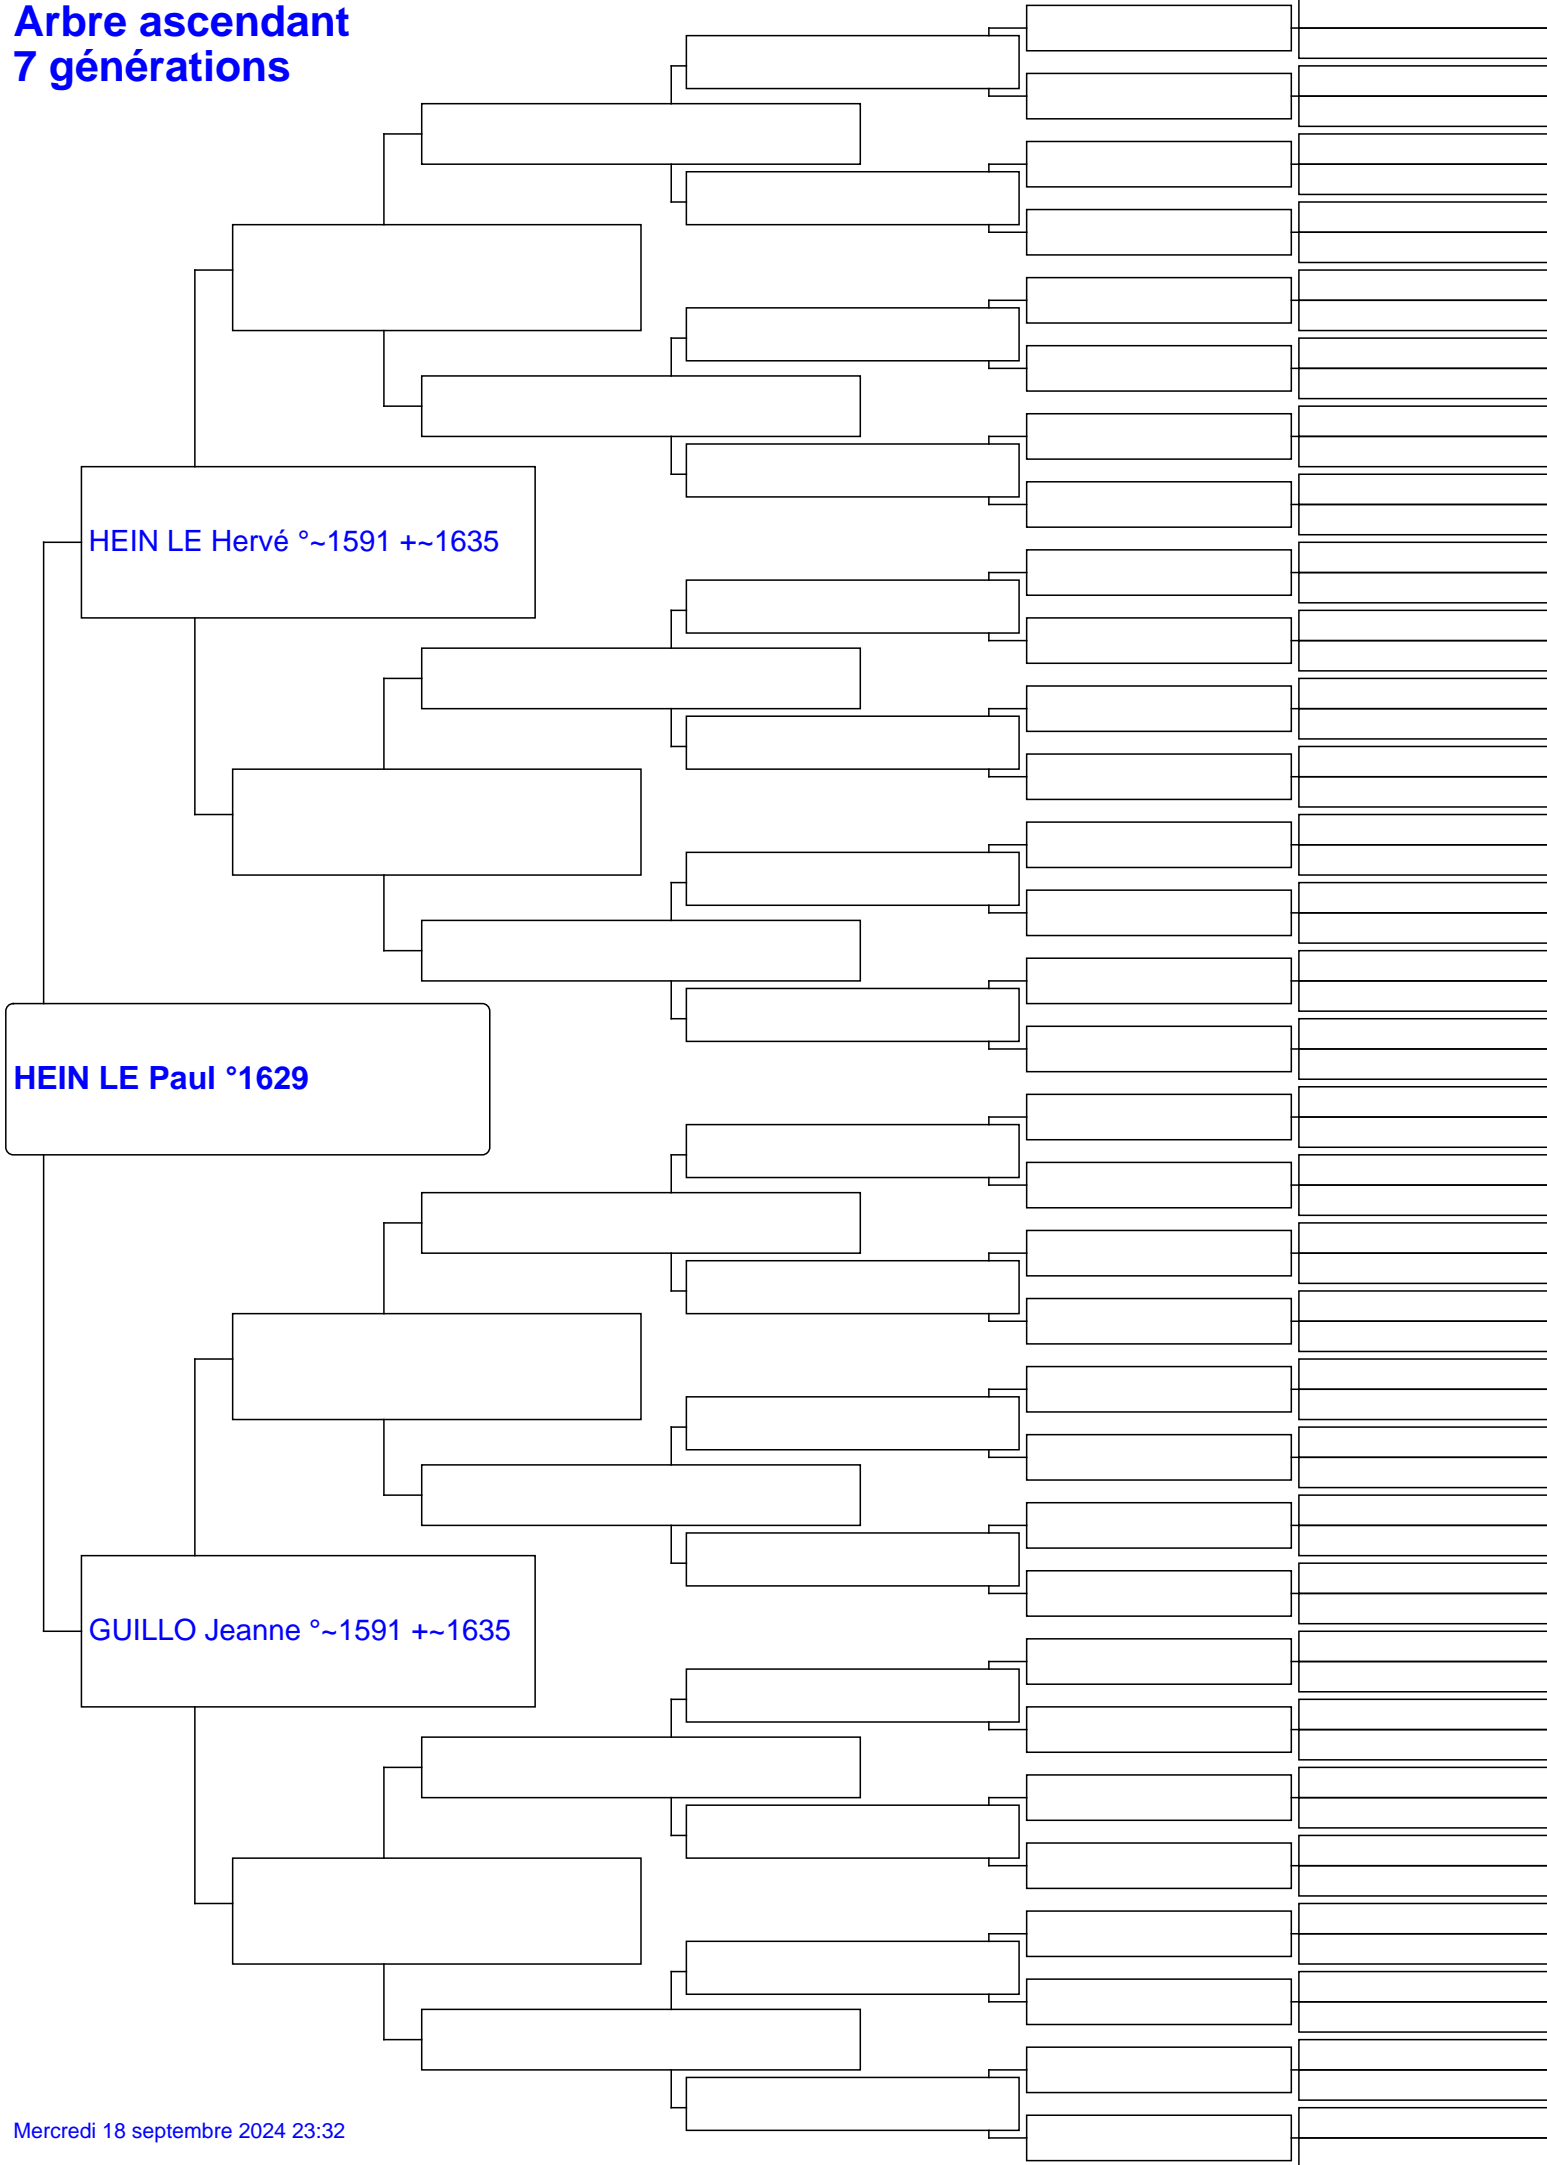 Arbre ascendant
7 générations
HEIN LE Hervé °~1591 +~1635
HEIN LE Paul °1629
GUILLO Jeanne °~1591 +~1635
Mercredi 18 septembre 2024 23:32